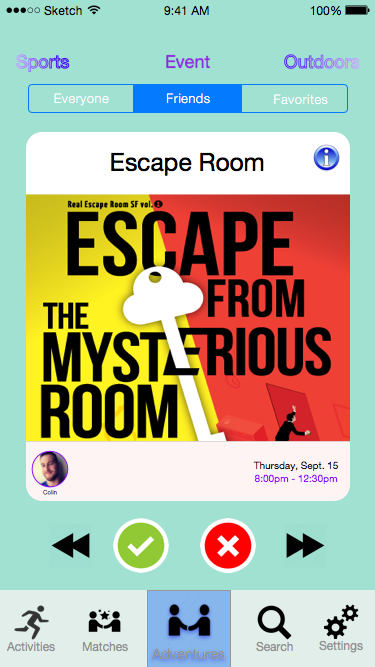 Sketch 9:41 AM 100%
Sports Event Outdoors
Everyone Friends Favorites
Escape Room
i
Real Escape Room SF vol.1
ESCAPE
FROM
THE
MYSTERIOUS
ROOM
Thursday, Sept. 15
8:00pm - 12:30pm
Colin
Activities Matches Adventures Search Settings